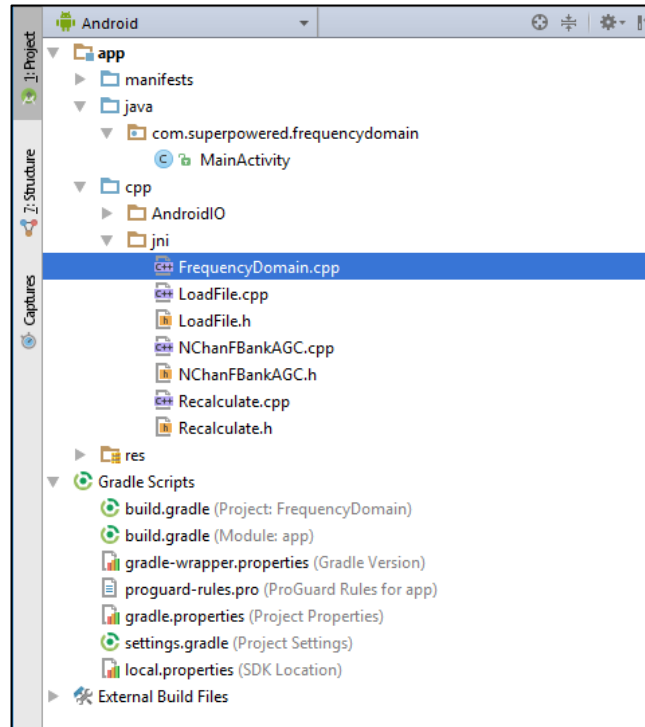 Android
1: Project
7: Structure
Captures
app
manifests
java
com.superpowered.frequencydomain
C MainActivity
cpp
AndroidIO
jni
C++ FrequencyDomain.cpp
C++ LoadFile.cpp
h LoadFile.h
C++ NChanFBankAGC.cpp
h NChanFBankAGC.h
C++ Recalculate.cpp
h Recalculate.h
res
Gradle Scripts
build.gradle (Project: FrequencyDomain)
build.gradle (Module: app)
gradle-wrapper.properties (Gradle Version)
proguard-rules.pro (ProGuard Rules for app)
gradle.properties (Project Properties)
settings.gradle (Project Settings)
local.properties (SDK Location)
External Build Files